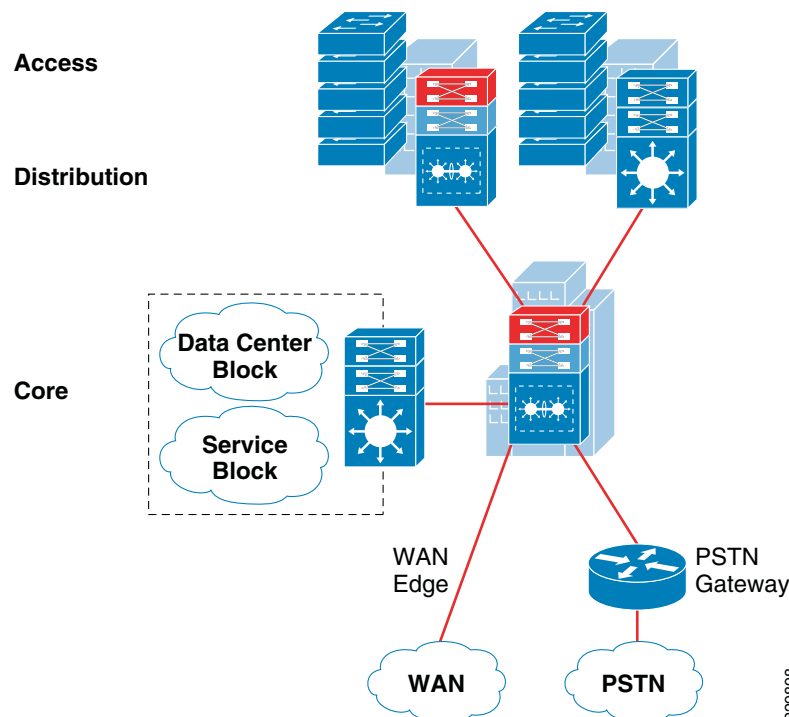 Access
Distribution
Core
Data Center
Block
Service
Block
WAN
Edge
PSTN
Gateway
WAN
PSTN